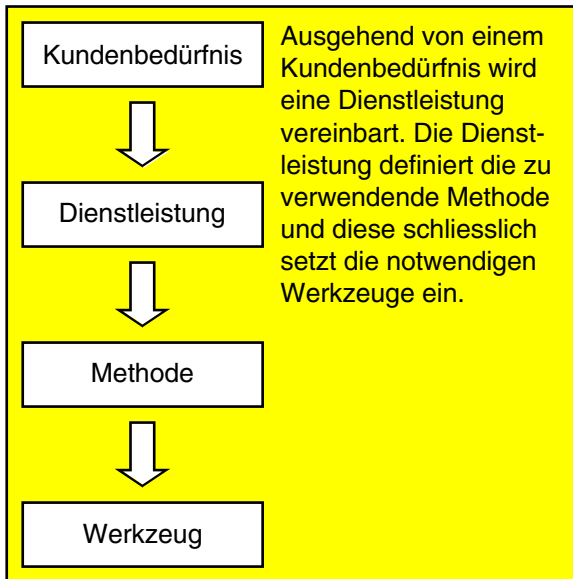 Kundenbedürfnis
Dienstleistung
Methode
Werkzeug
Ausgehend von einem
Kundenbedürfnis wird
eine Dienstleistung
vereinbart. Die Dienst-
leistung definiert die zu
verwendende Methode
und diese schliesslich
setzt die notwendigen
Werkzeuge ein.